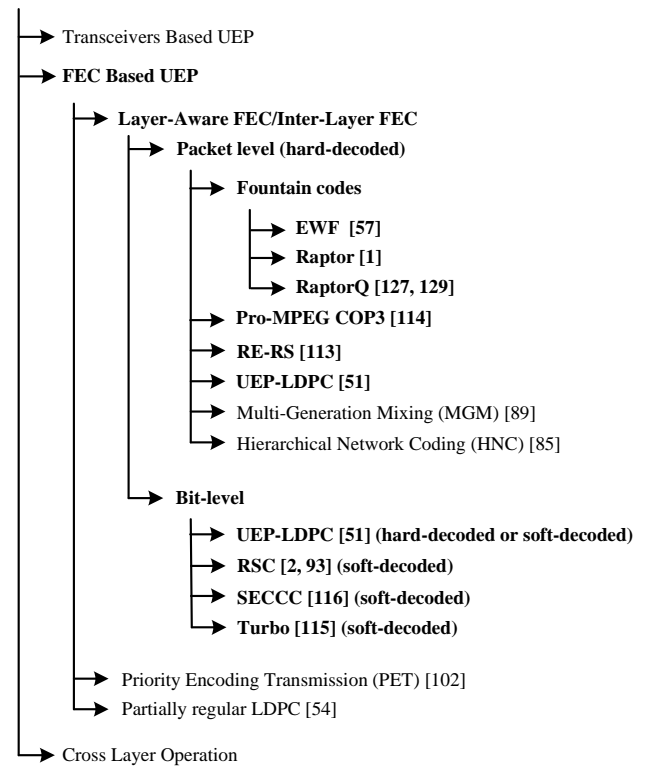 Transceivers Based UEP
FEC Based UEP
Layer-Aware FEC/Inter-Layer FEC
Packet level (hard-decoded)
Fountain codes
EWF [57]
Raptor [1]
RaptorQ [127, 129]
Pro-MPEG COP3 [114]
RE-RS [113]
UEP-LDPC [51]
Multi-Generation Mixing (MGM) [89]
Hierarchical Network Coding (HNC) [85]
Bit-level
UEP-LDPC [51] (hard-decoded or soft-decoded)
RSC [2, 93] (soft-decoded)
SECCC [116] (soft-decoded)
Turbo [115] (soft-decoded)
Priority Encoding Transmission (PET) [102]
Partially regular LDPC [54]
Cross Layer Operation